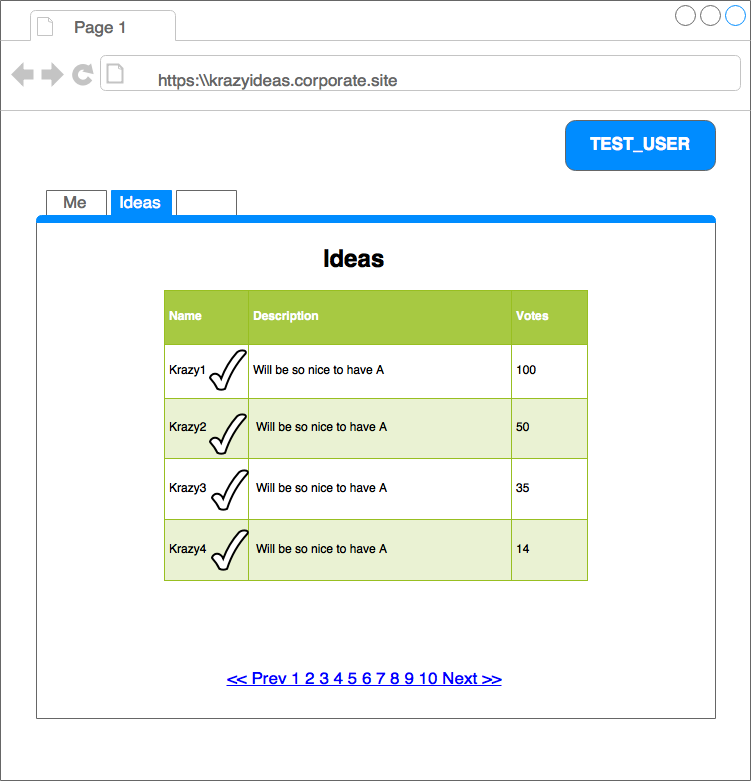 Page 1
https:\\krazyideas.corporate.site
TEST_USER
Me Ideas
Ideas
Name Description Votes
Krazy1 Will be so nice to have A 100
Krazy2 Will be so nice to have A 50
Krazy3 Will be so nice to have A 35
Krazy4 Will be so nice to have A 14
<< Prev 1 2 3 4 5 6 7 8 9 10 Next >>